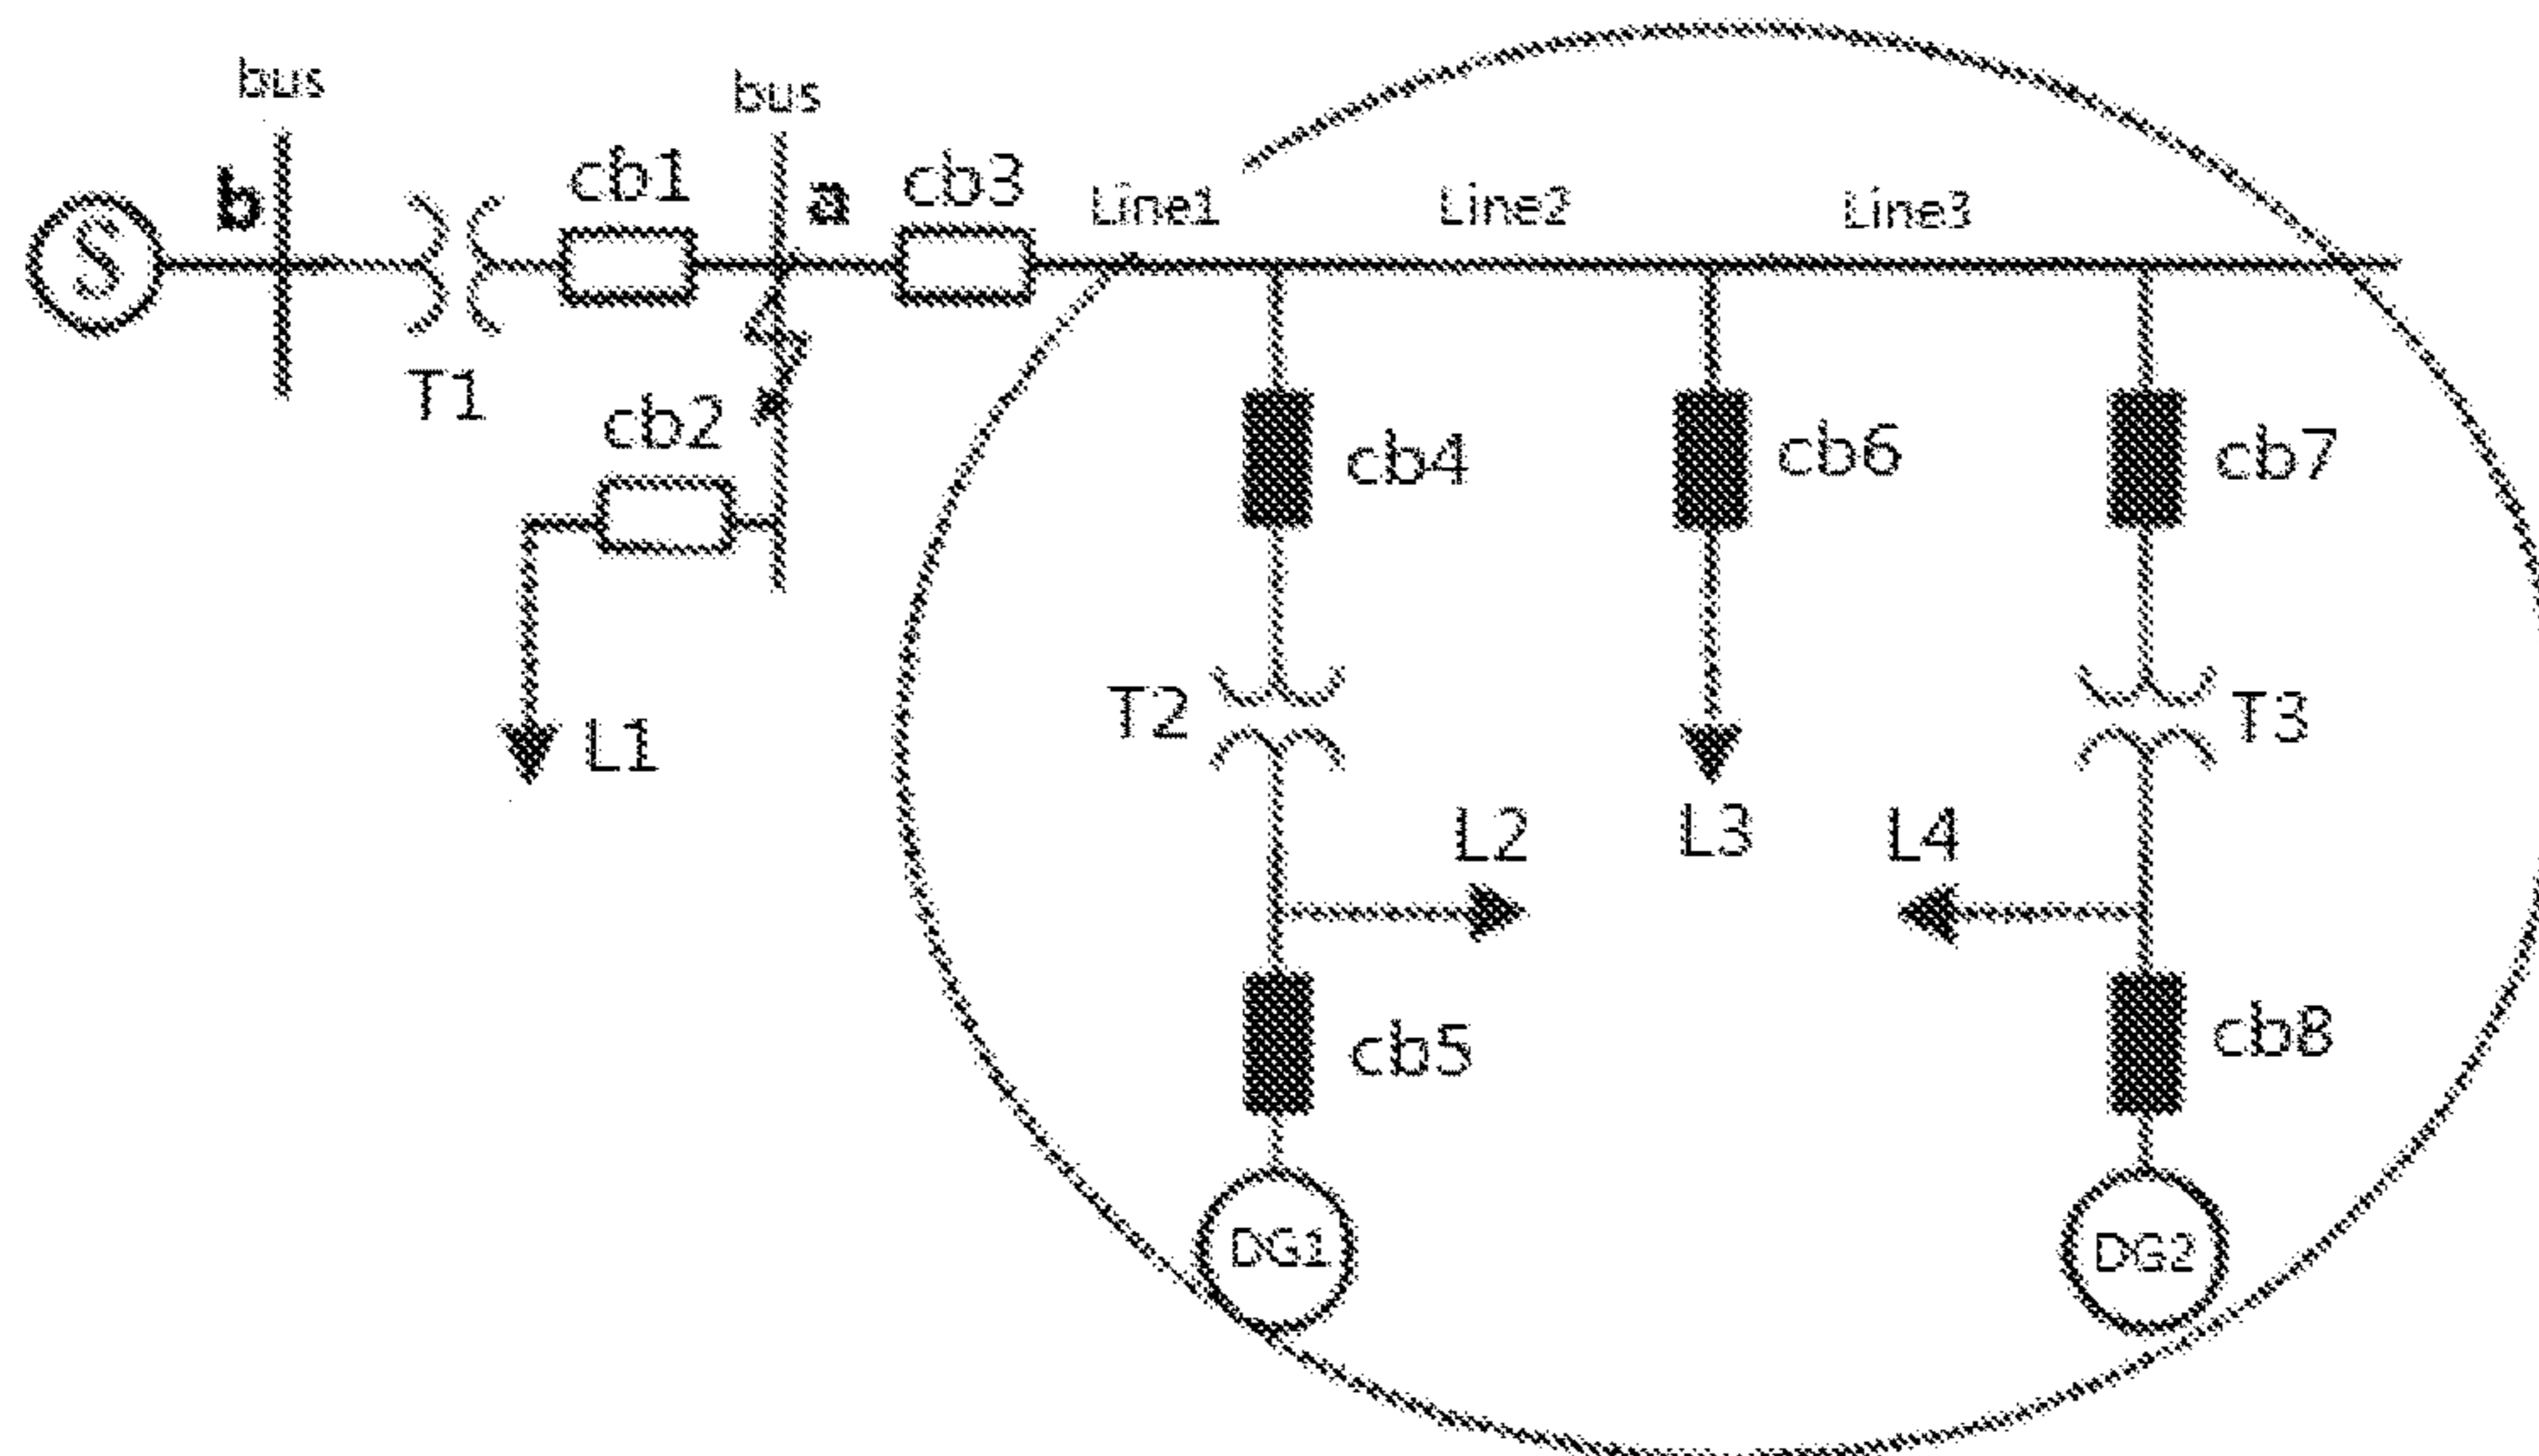 bus
bus
b
cb1
a
cb3
Line1
Line2
Line3
S
T1
cb2
cb4
cb6
cb7
L1
T2
T3
L2
L3
L4
cb5
cb8
DG1
DG2